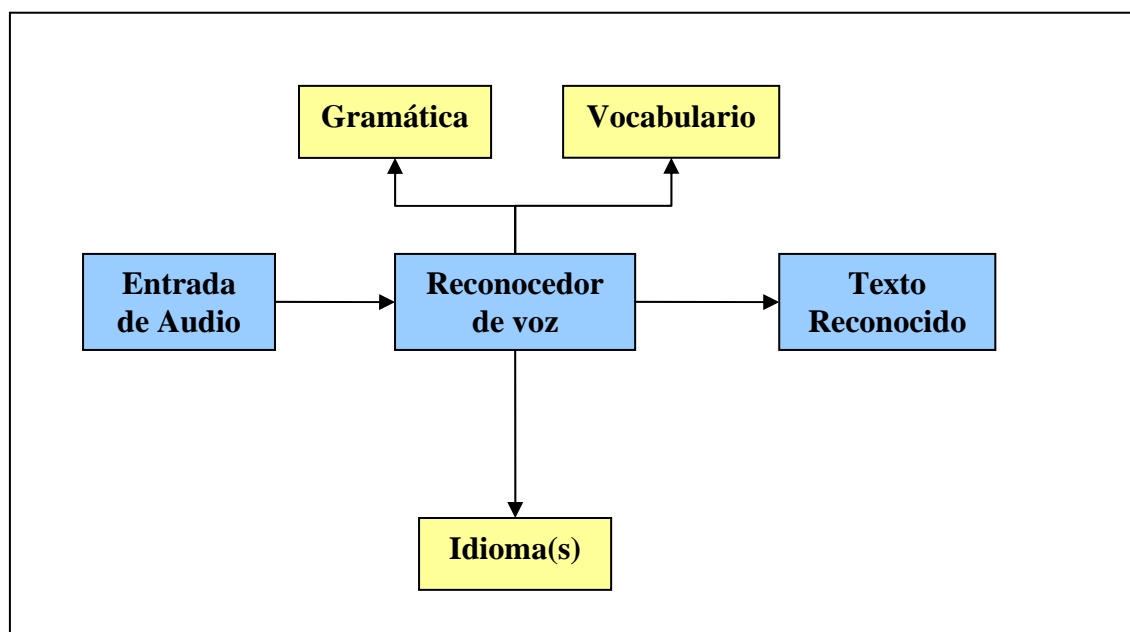 Gramática
Vocabulario
Entrada
de Audio
Reconocedor
de voz
Texto
Reconocido
Idioma(s)